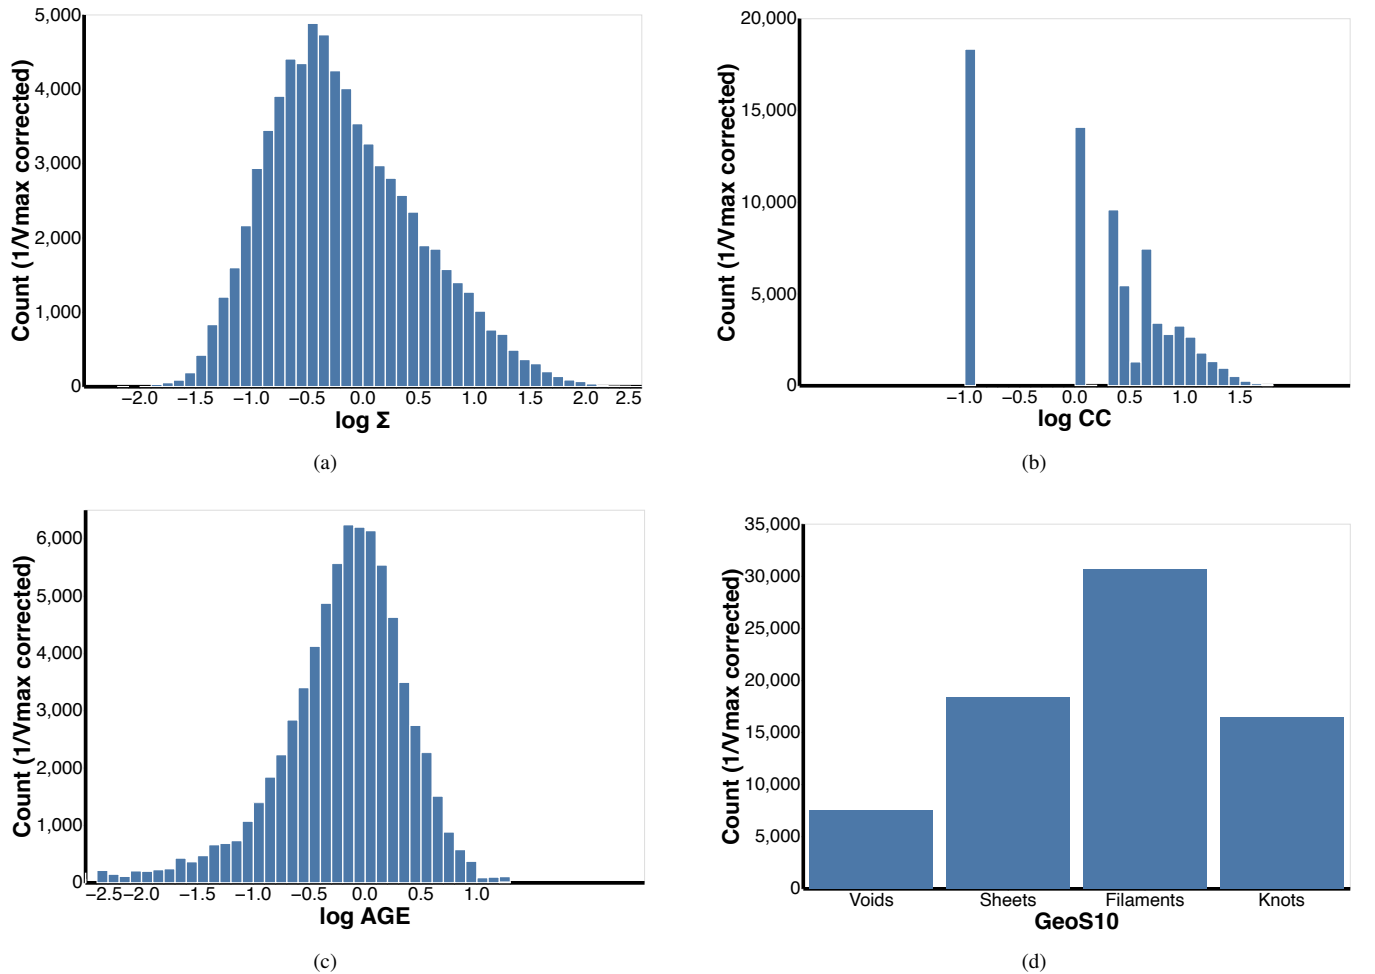 5,000
4,000
3,000
2,000
1,000
0
Count (1/Vmax corrected)
−2.0 −1.5 −1.0 −0.5 0.0 0.5 1.0 1.5 2.0 2.5
log Σ
(a)
20,000
15,000
10,000
5,000
0
Count (1/Vmax corrected)
−1.0 −0.5 0.0 0.5 1.0 1.5
log CC
(b)
6,000
5,000
4,000
3,000
2,000
1,000
0
Count (1/Vmax corrected)
−2.5 −2.0 −1.5 −1.0 −0.5 0.0 0.5 1.0
log AGE
(c)
35,000
30,000
25,000
20,000
15,000
10,000
5,000
0
Count (1/Vmax corrected)
Voids Sheets Filaments Knots
GeoS10
(d)